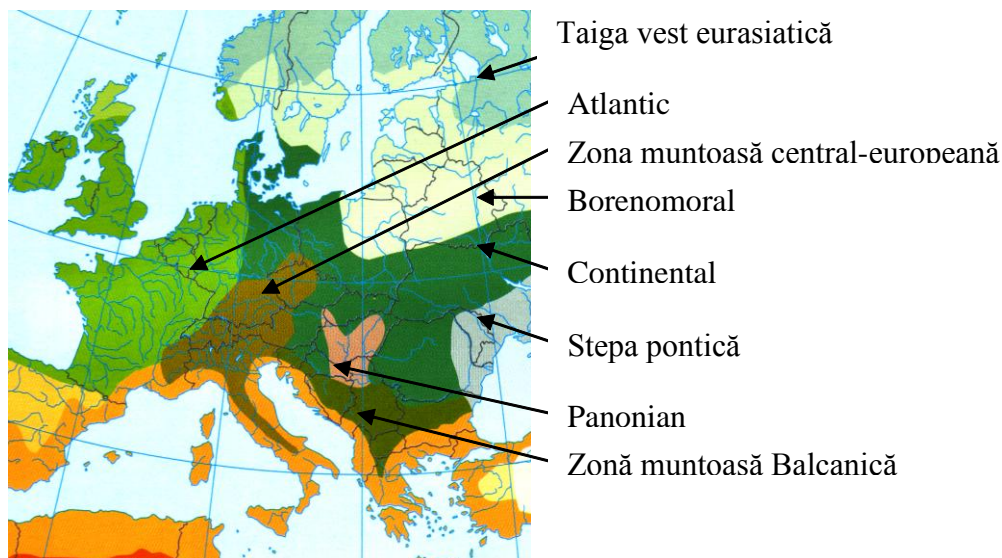 Taiga vest eurasiatică
Atlantic
Zona muntoasă central-europeană
Borenomoral
Continental
Stepa pontică
Panonian
Zonă muntoasă Balcanică